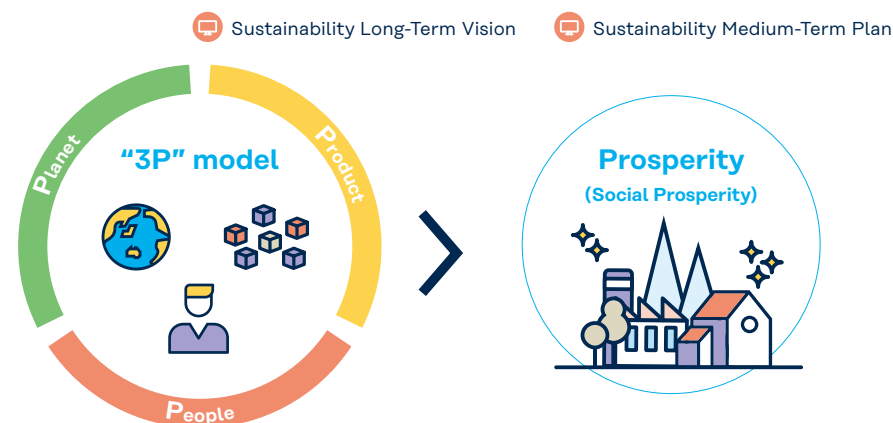 Sustainability Long-Term Vision
Sustainability Medium-Term Plan
Planet
Product
People
“3P” model
Prosperity
(Social Prosperity)